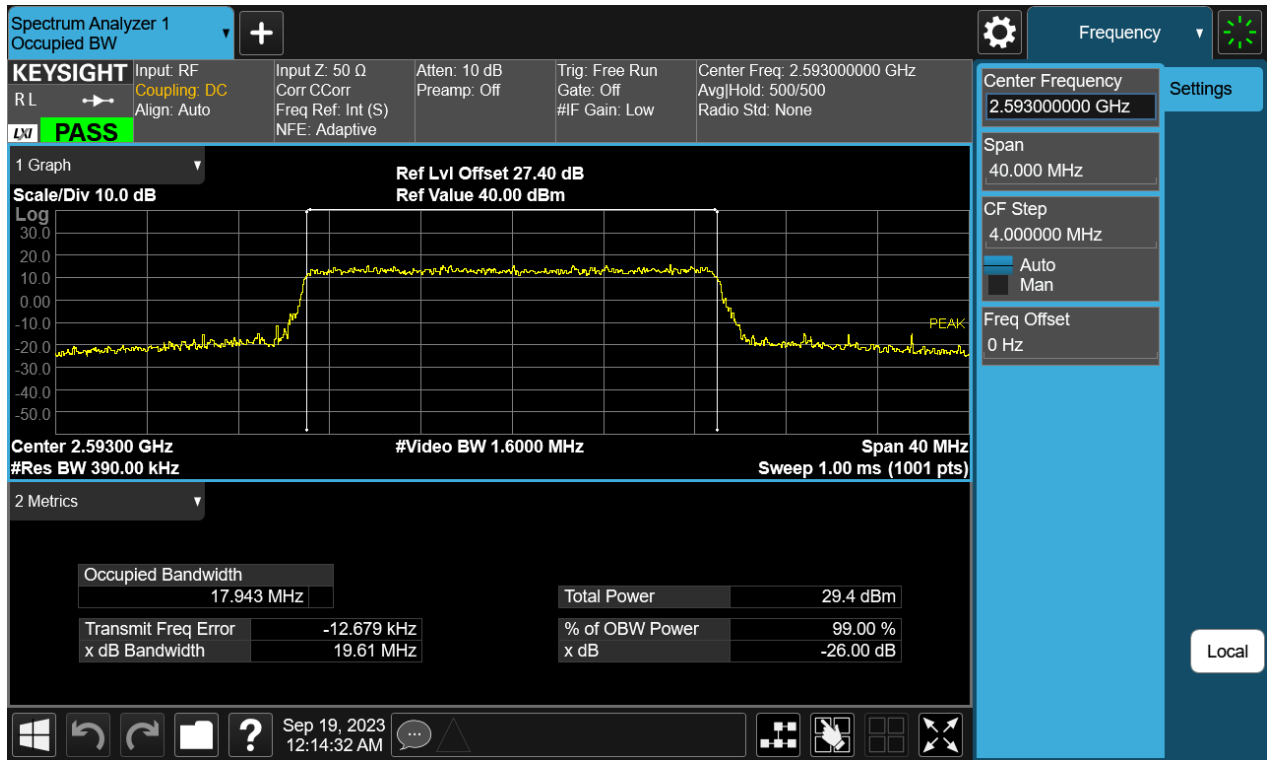 Spectrum Analyzer 1
Occupied BW
+
Frequency
KEYSIGHT
R L
LXI PASS
Input: RF
Coupling: DC
Align: Auto
Input Z: 50 Ω
Corr CCorr
Freq Ref: Int (S)
NFE: Adaptive
Atten: 10 dB
Preamp: Off
Trig: Free Run
Gate: Off
#IF Gain: Low
Center Freq: 2.593000000 GHz
Avg|Hold: 500/500
Radio Std: None
Center Frequency
2.593000000 GHz
Settings
Span
40.000 MHz
CF Step
4.000000 MHz
Auto
Man
Freq Offset
0 Hz
Local
1 Graph
Scale/Div 10.0 dB
Ref Lvl Offset 27.40 dB
Ref Value 40.00 dBm
Log
30.0
20.0
10.0
0.00
-10.0
-20.0
-30.0
-40.0
-50.0
PEAK
Center 2.59300 GHz
#Video BW 1.6000 MHz
Span 40 MHz
#Res BW 390.00 kHz
Sweep 1.00 ms (1001 pts)
2 Metrics
Occupied Bandwidth
17.943 MHz
Total Power 29.4 dBm
Transmit Freq Error -12.679 kHz
% of OBW Power 99.00 %
x dB Bandwidth 19.61 MHz
x dB -26.00 dB
?
Sep 19, 2023
12:14:32 AM